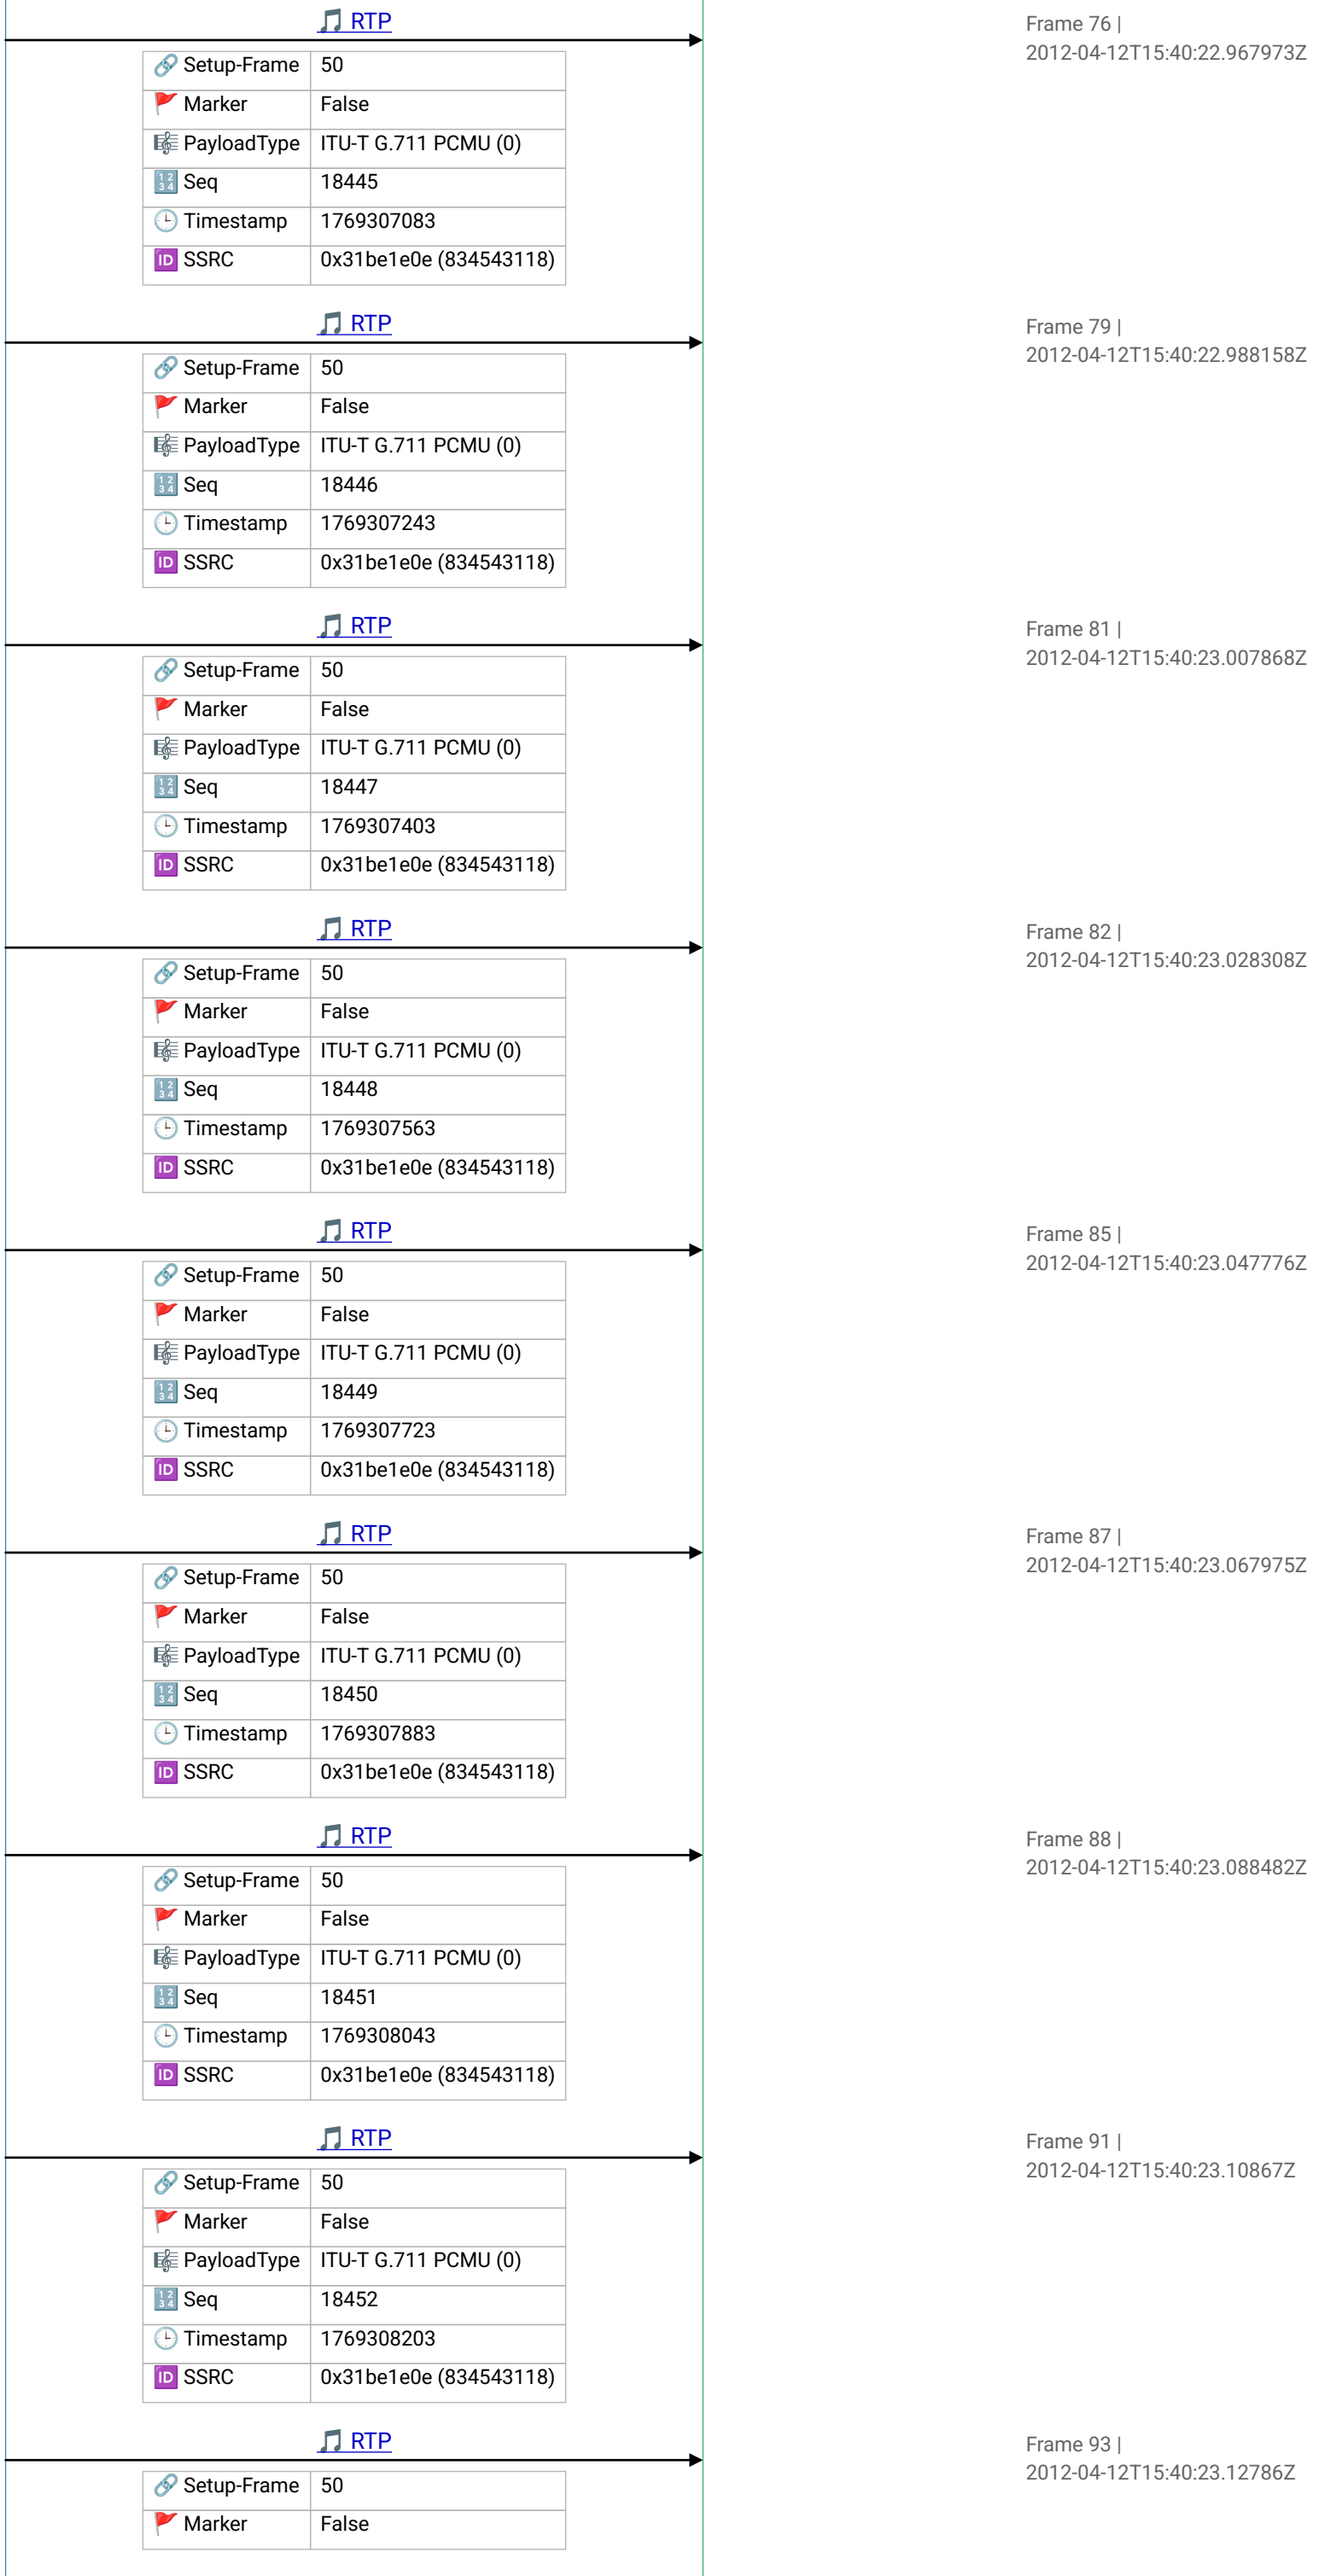 🎵 RTP
Frame 76 |
2012-04-12T15:40:22.967973Z
🔗 Setup-Frame 50
🚩 Marker False
🎼 PayloadType ITU-T G.711 PCMU (0)
🔢 Seq 18445
🕒 Timestamp 1769307083
🆔 SSRC 0x31be1e0e (834543118)
🎵 RTP
Frame 79 |
2012-04-12T15:40:22.988158Z
🔗 Setup-Frame 50
🚩 Marker False
🎼 PayloadType ITU-T G.711 PCMU (0)
🔢 Seq 18446
🕒 Timestamp 1769307243
🆔 SSRC 0x31be1e0e (834543118)
🎵 RTP
Frame 81 |
2012-04-12T15:40:23.007868Z
🔗 Setup-Frame 50
🚩 Marker False
🎼 PayloadType ITU-T G.711 PCMU (0)
🔢 Seq 18447
🕒 Timestamp 1769307403
🆔 SSRC 0x31be1e0e (834543118)
🎵 RTP
Frame 82 |
2012-04-12T15:40:23.028308Z
🔗 Setup-Frame 50
🚩 Marker False
🎼 PayloadType ITU-T G.711 PCMU (0)
🔢 Seq 18448
🕒 Timestamp 1769307563
🆔 SSRC 0x31be1e0e (834543118)
🎵 RTP
Frame 85 |
2012-04-12T15:40:23.047776Z
🔗 Setup-Frame 50
🚩 Marker False
🎼 PayloadType ITU-T G.711 PCMU (0)
🔢 Seq 18449
🕒 Timestamp 1769307723
🆔 SSRC 0x31be1e0e (834543118)
🎵 RTP
Frame 87 |
2012-04-12T15:40:23.067975Z
🔗 Setup-Frame 50
🚩 Marker False
🎼 PayloadType ITU-T G.711 PCMU (0)
🔢 Seq 18450
🕒 Timestamp 1769307883
🆔 SSRC 0x31be1e0e (834543118)
🎵 RTP
Frame 88 |
2012-04-12T15:40:23.088482Z
🔗 Setup-Frame 50
🚩 Marker False
🎼 PayloadType ITU-T G.711 PCMU (0)
🔢 Seq 18451
🕒 Timestamp 1769308043
🆔 SSRC 0x31be1e0e (834543118)
🎵 RTP
Frame 91 |
2012-04-12T15:40:23.10867Z
🔗 Setup-Frame 50
🚩 Marker False
🎼 PayloadType ITU-T G.711 PCMU (0)
🔢 Seq 18452
🕒 Timestamp 1769308203
🆔 SSRC 0x31be1e0e (834543118)
🎵 RTP
Frame 93 |
2012-04-12T15:40:23.12786Z
🔗 Setup-Frame 50
🚩 Marker False